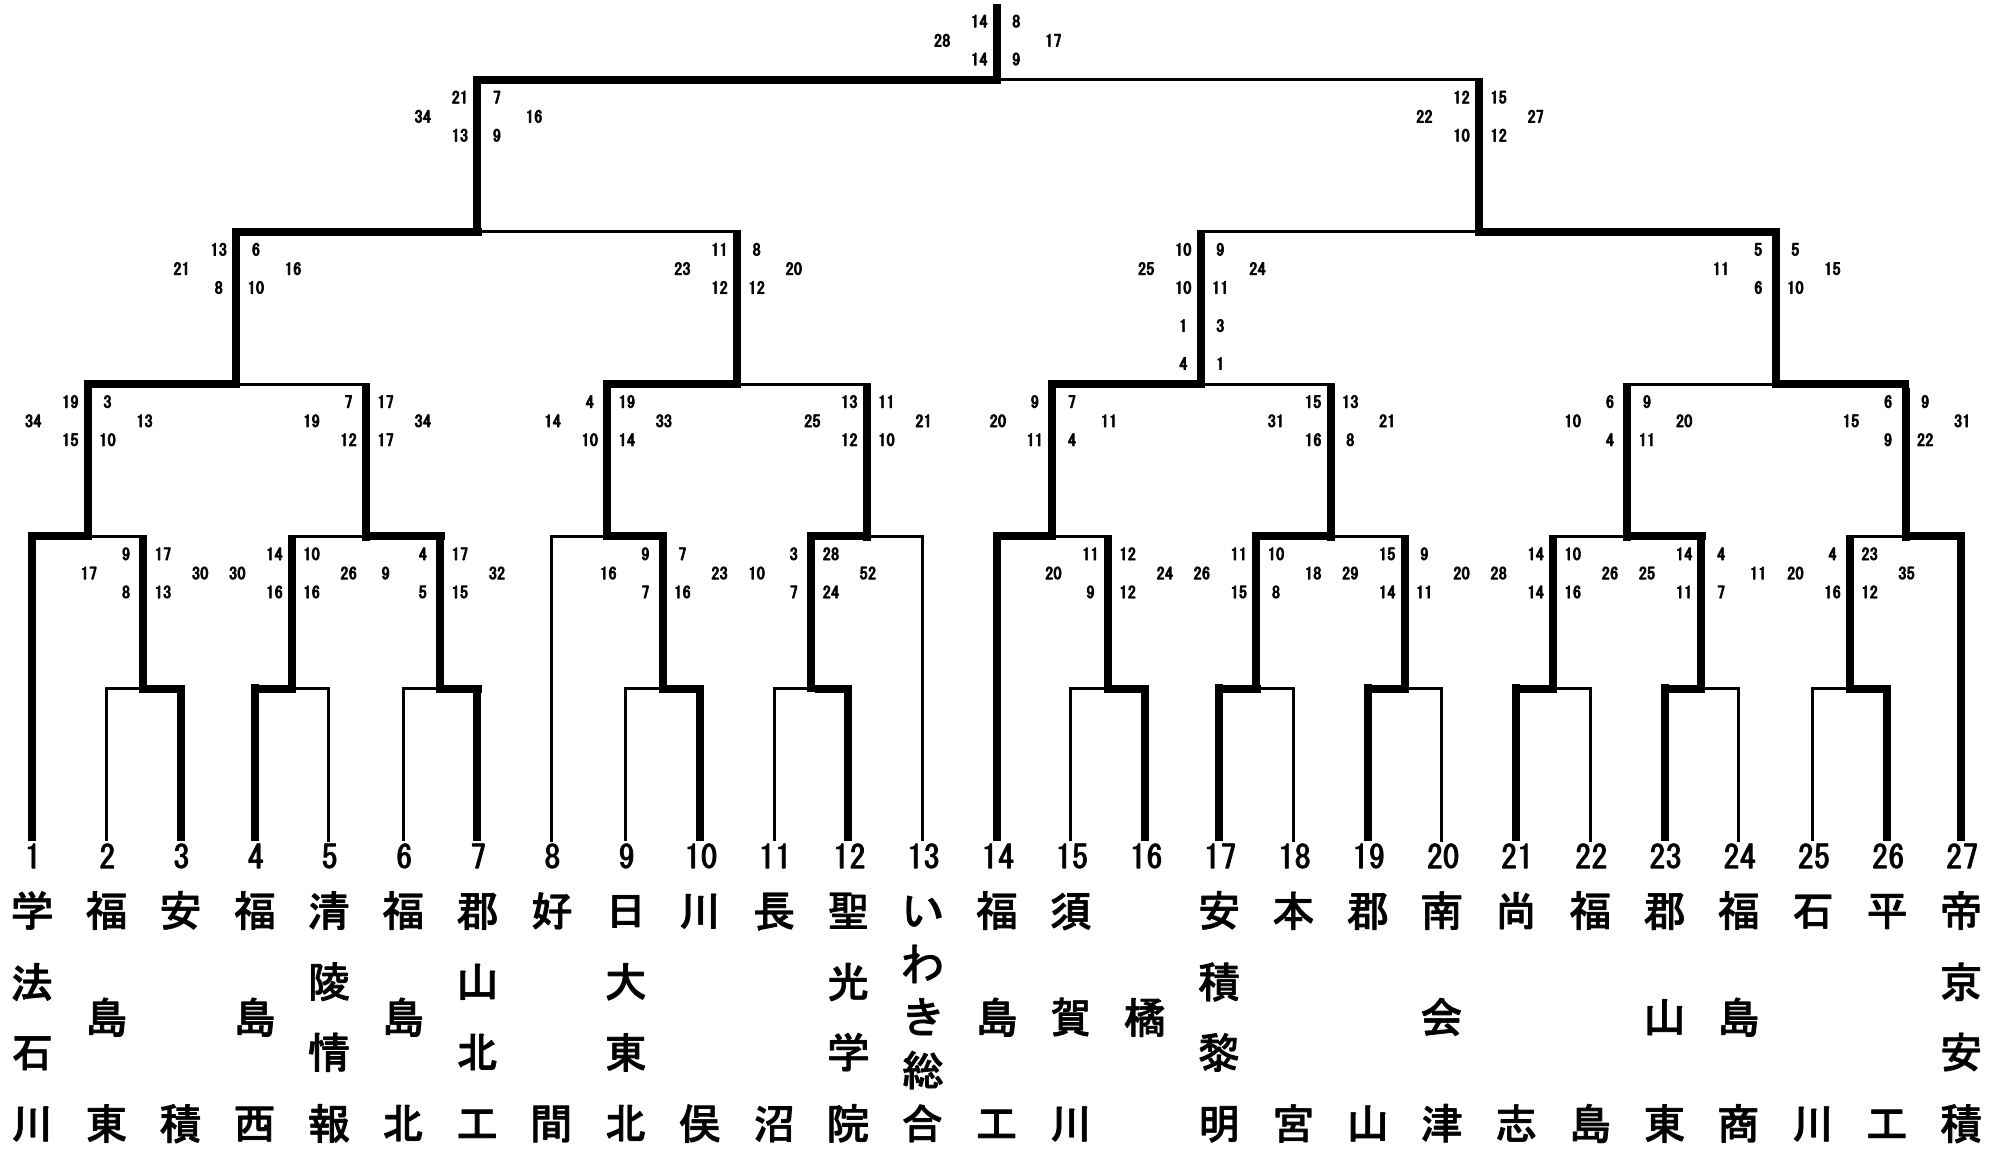 14 8
28 17
14 9
21 7 12 15
34 16 22 27
13 9 10 12
13 6 11 8 10 9 5 5
21 16 23 20 25 24 11 15
8 10 12 12 10 11 6 10
1 3
4 1
19 3 7 17 4 19 13 11 9 7 15 13 6 9 6 9
34 13 19 34 14 33 25 21 20 11 31 21 10 20 15 31
15 10 12 17 10 14 12 10 11 4 16 8 4 11 9 22
9 17 14 10 4 17 9 7 3 28 11 12 11 10 15 9 14 10 14 4 4 23
17 30 30 26 9 32 16 23 10 52 20 24 26 18 29 20 28 26 25 11 20 35
8 13 16 16 5 15 7 16 7 24 9 12 15 8 14 11 14 16 11 7 16 12
1 2 3 4 5 6 7 8 9 10 11 12 13 14 15 16 17 18 19 20 21 22 23 24 25 26 27
学法石川
福島東
安積
福島西
清陵情報
福島北
郡山北工
好間
日大東北
川俣
長沼
聖光学院
いわき総合
福島工
須賀川
橘
安積黎明
本宮
郡山
南会津
尚志
福島
郡山東
福島商
石川
平工
帝京安積